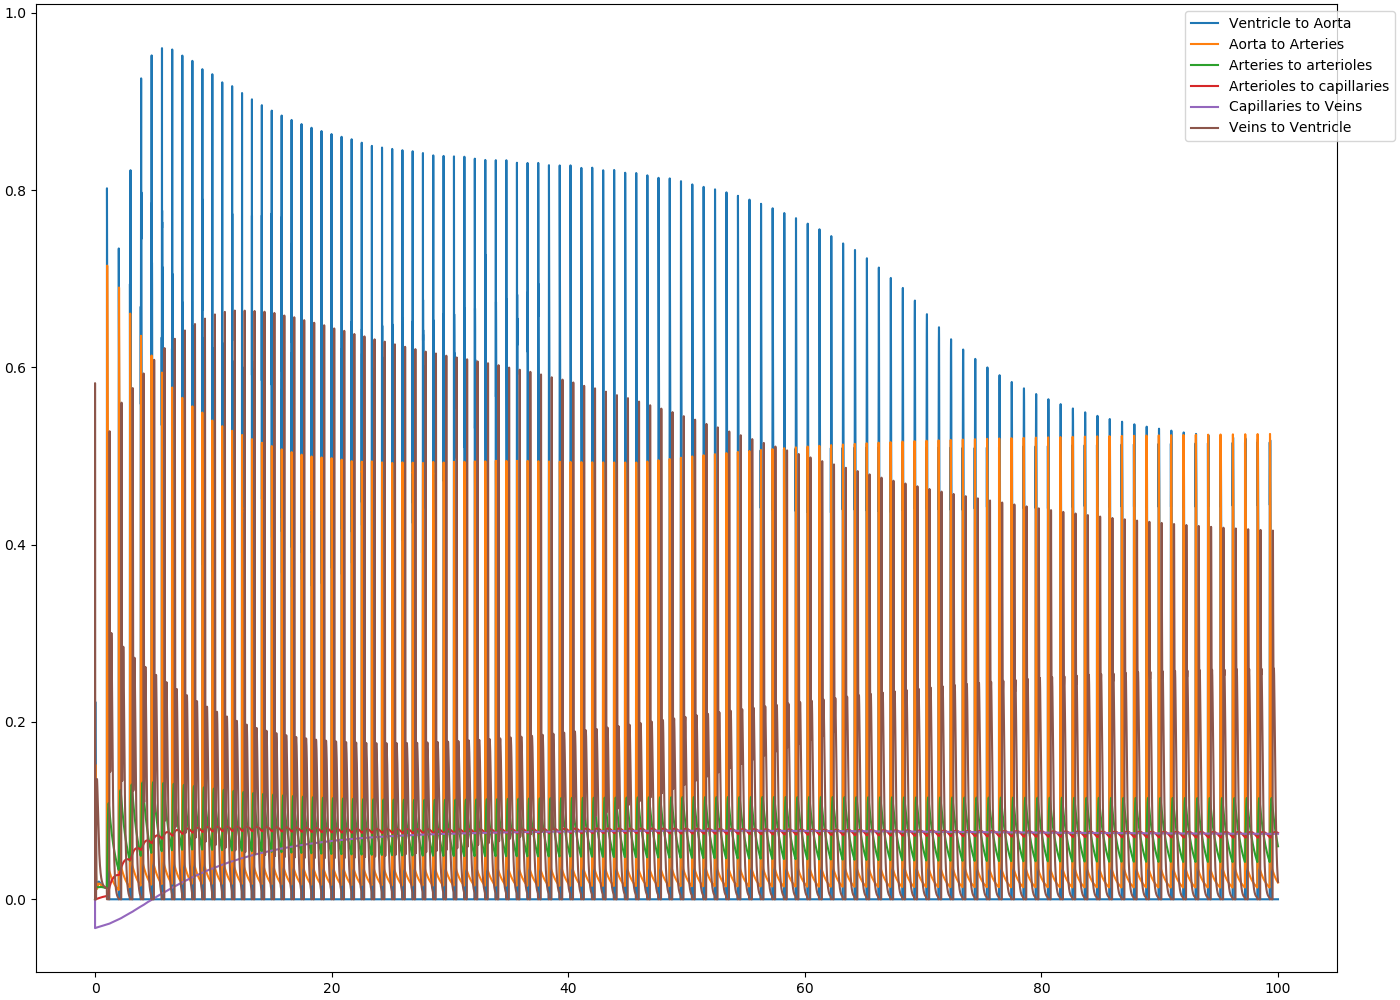 1.0
0.8
0.6
0.4
0.2
0.0
0 20 40 60 80 100
Ventricle to Aorta
Aorta to Arteries
Arteries to arterioles
Arterioles to capillaries
Capillaries to Veins
Veins to Ventricle